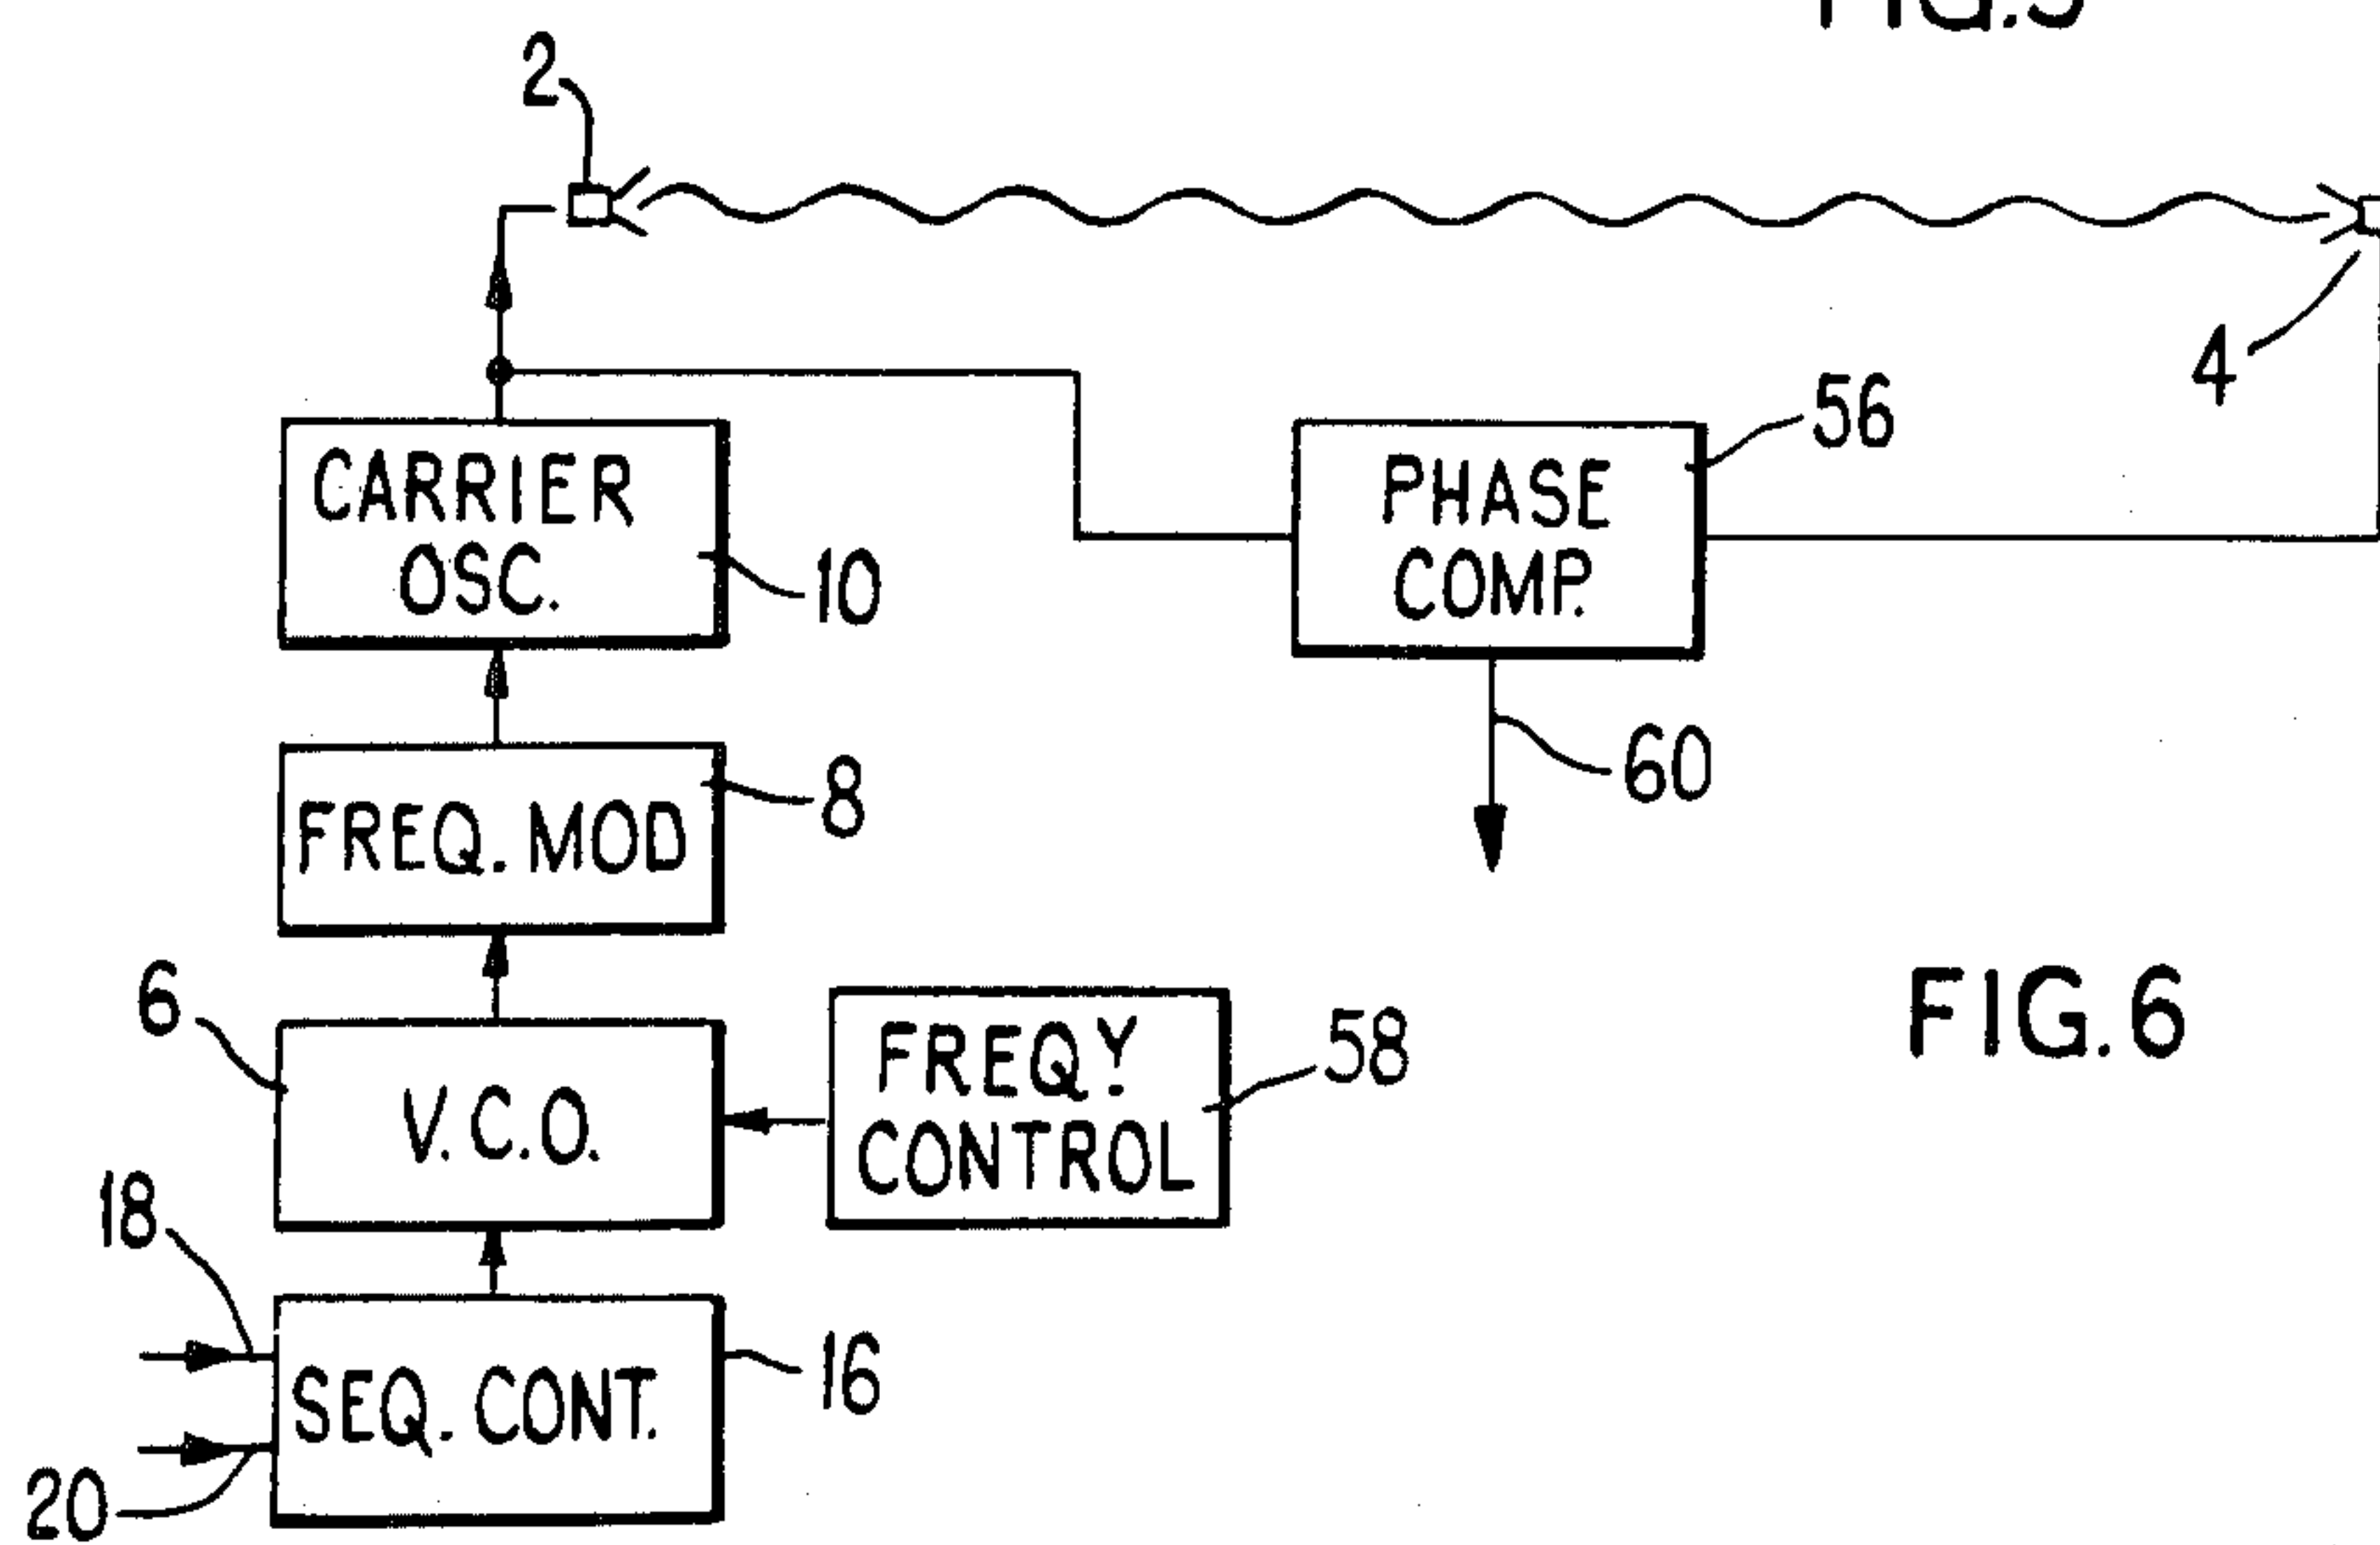 2
4
CARRIER
OSC.
10
PHASE
COMP.
56
60
FREQ. MOD
8
6
V.C.O.
FREQ.Y
CONTROL
58
FIG.6
18
SEQ. CONT.
16
20